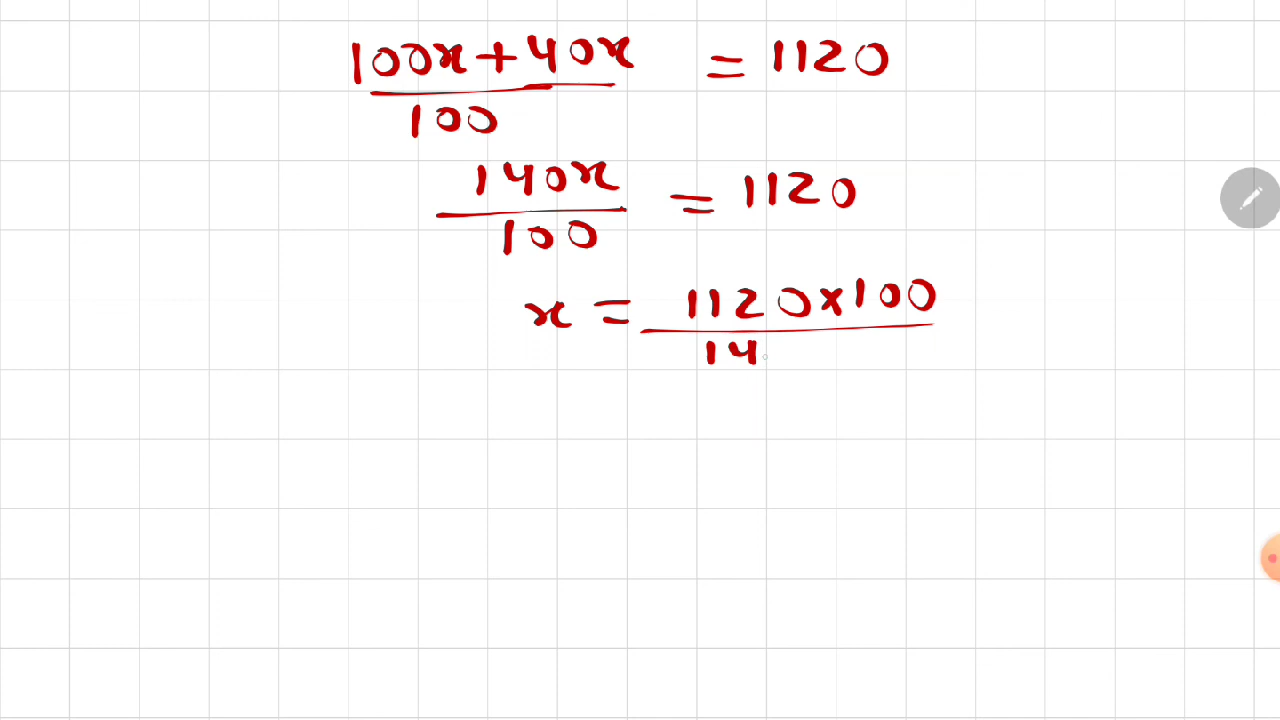 100x+40x = 1120
100
140x = 1120
100
x = 1120×100
14